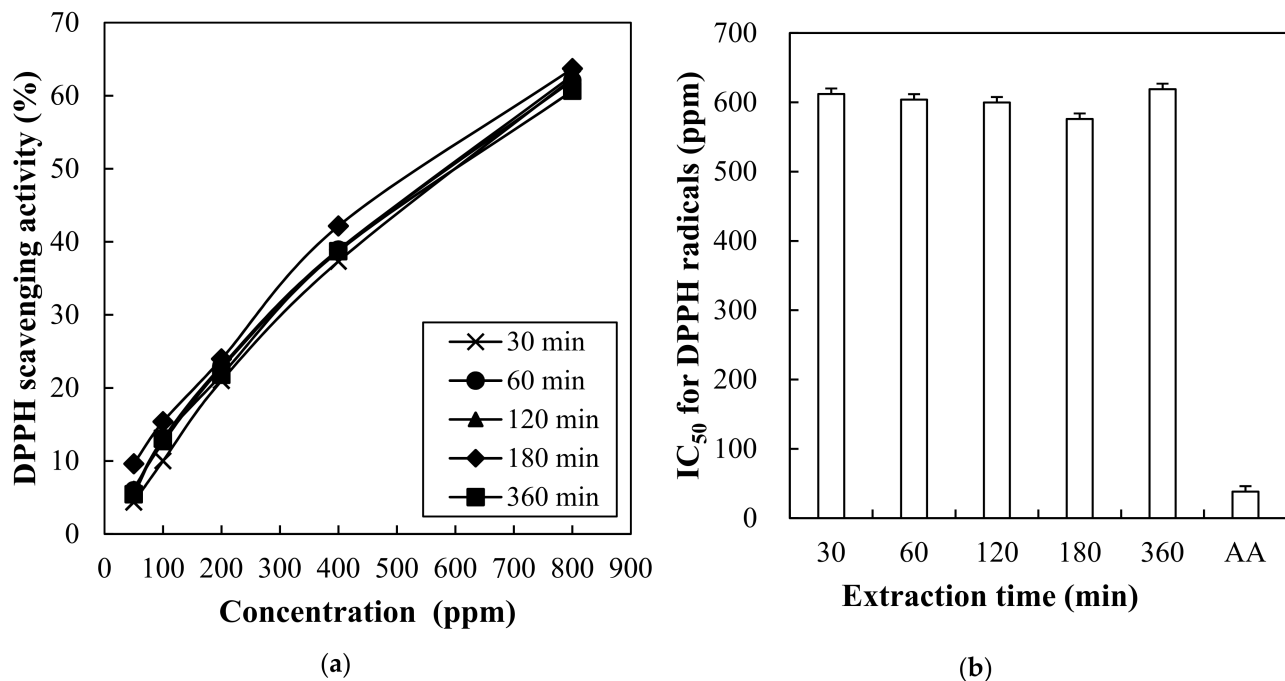 DPPH scavenging activity (%)
70
60
50
40
30
20
10
0
30 min
60 min
120 min
180 min
360 min
0 100 200 300 400 500 600 700 800 900
Concentration (ppm)
(a)
IC₅₀ for DPPH radicals (ppm)
700
600
500
400
300
200
100
0
30 60 120 180 360 AA
Extraction time (min)
(b)